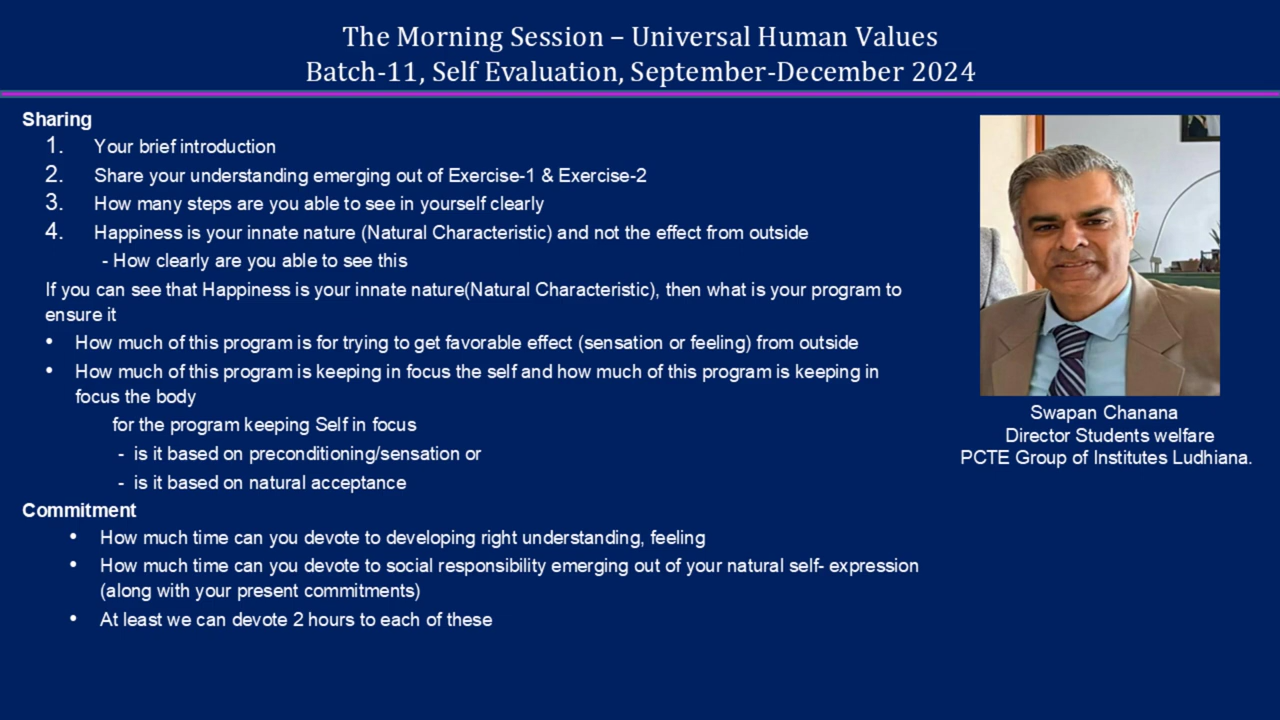 The Morning Session – Universal Human Values
Batch-11, Self Evaluation, September-December 2024
Sharing
1. Your brief introduction
2. Share your understanding emerging out of Exercise-1 & Exercise-2
3. How many steps are you able to see in yourself clearly
4. Happiness is your innate nature (Natural Characteristic) and not the effect from outside
- How clearly are you able to see this
If you can see that Happiness is your innate nature(Natural Characteristic), then what is your program to
ensure it
• How much of this program is for trying to get favorable effect (sensation or feeling) from outside
• How much of this program is keeping in focus the self and how much of this program is keeping in
focus the body
for the program keeping Self in focus
- is it based on preconditioning/sensation or
- is it based on natural acceptance
Commitment
• How much time can you devote to developing right understanding, feeling
• How much time can you devote to social responsibility emerging out of your natural self- expression
(along with your present commitments)
• At least we can devote 2 hours to each of these
Swapan Chanana
Director Students welfare
PCTE Group of Institutes Ludhiana.